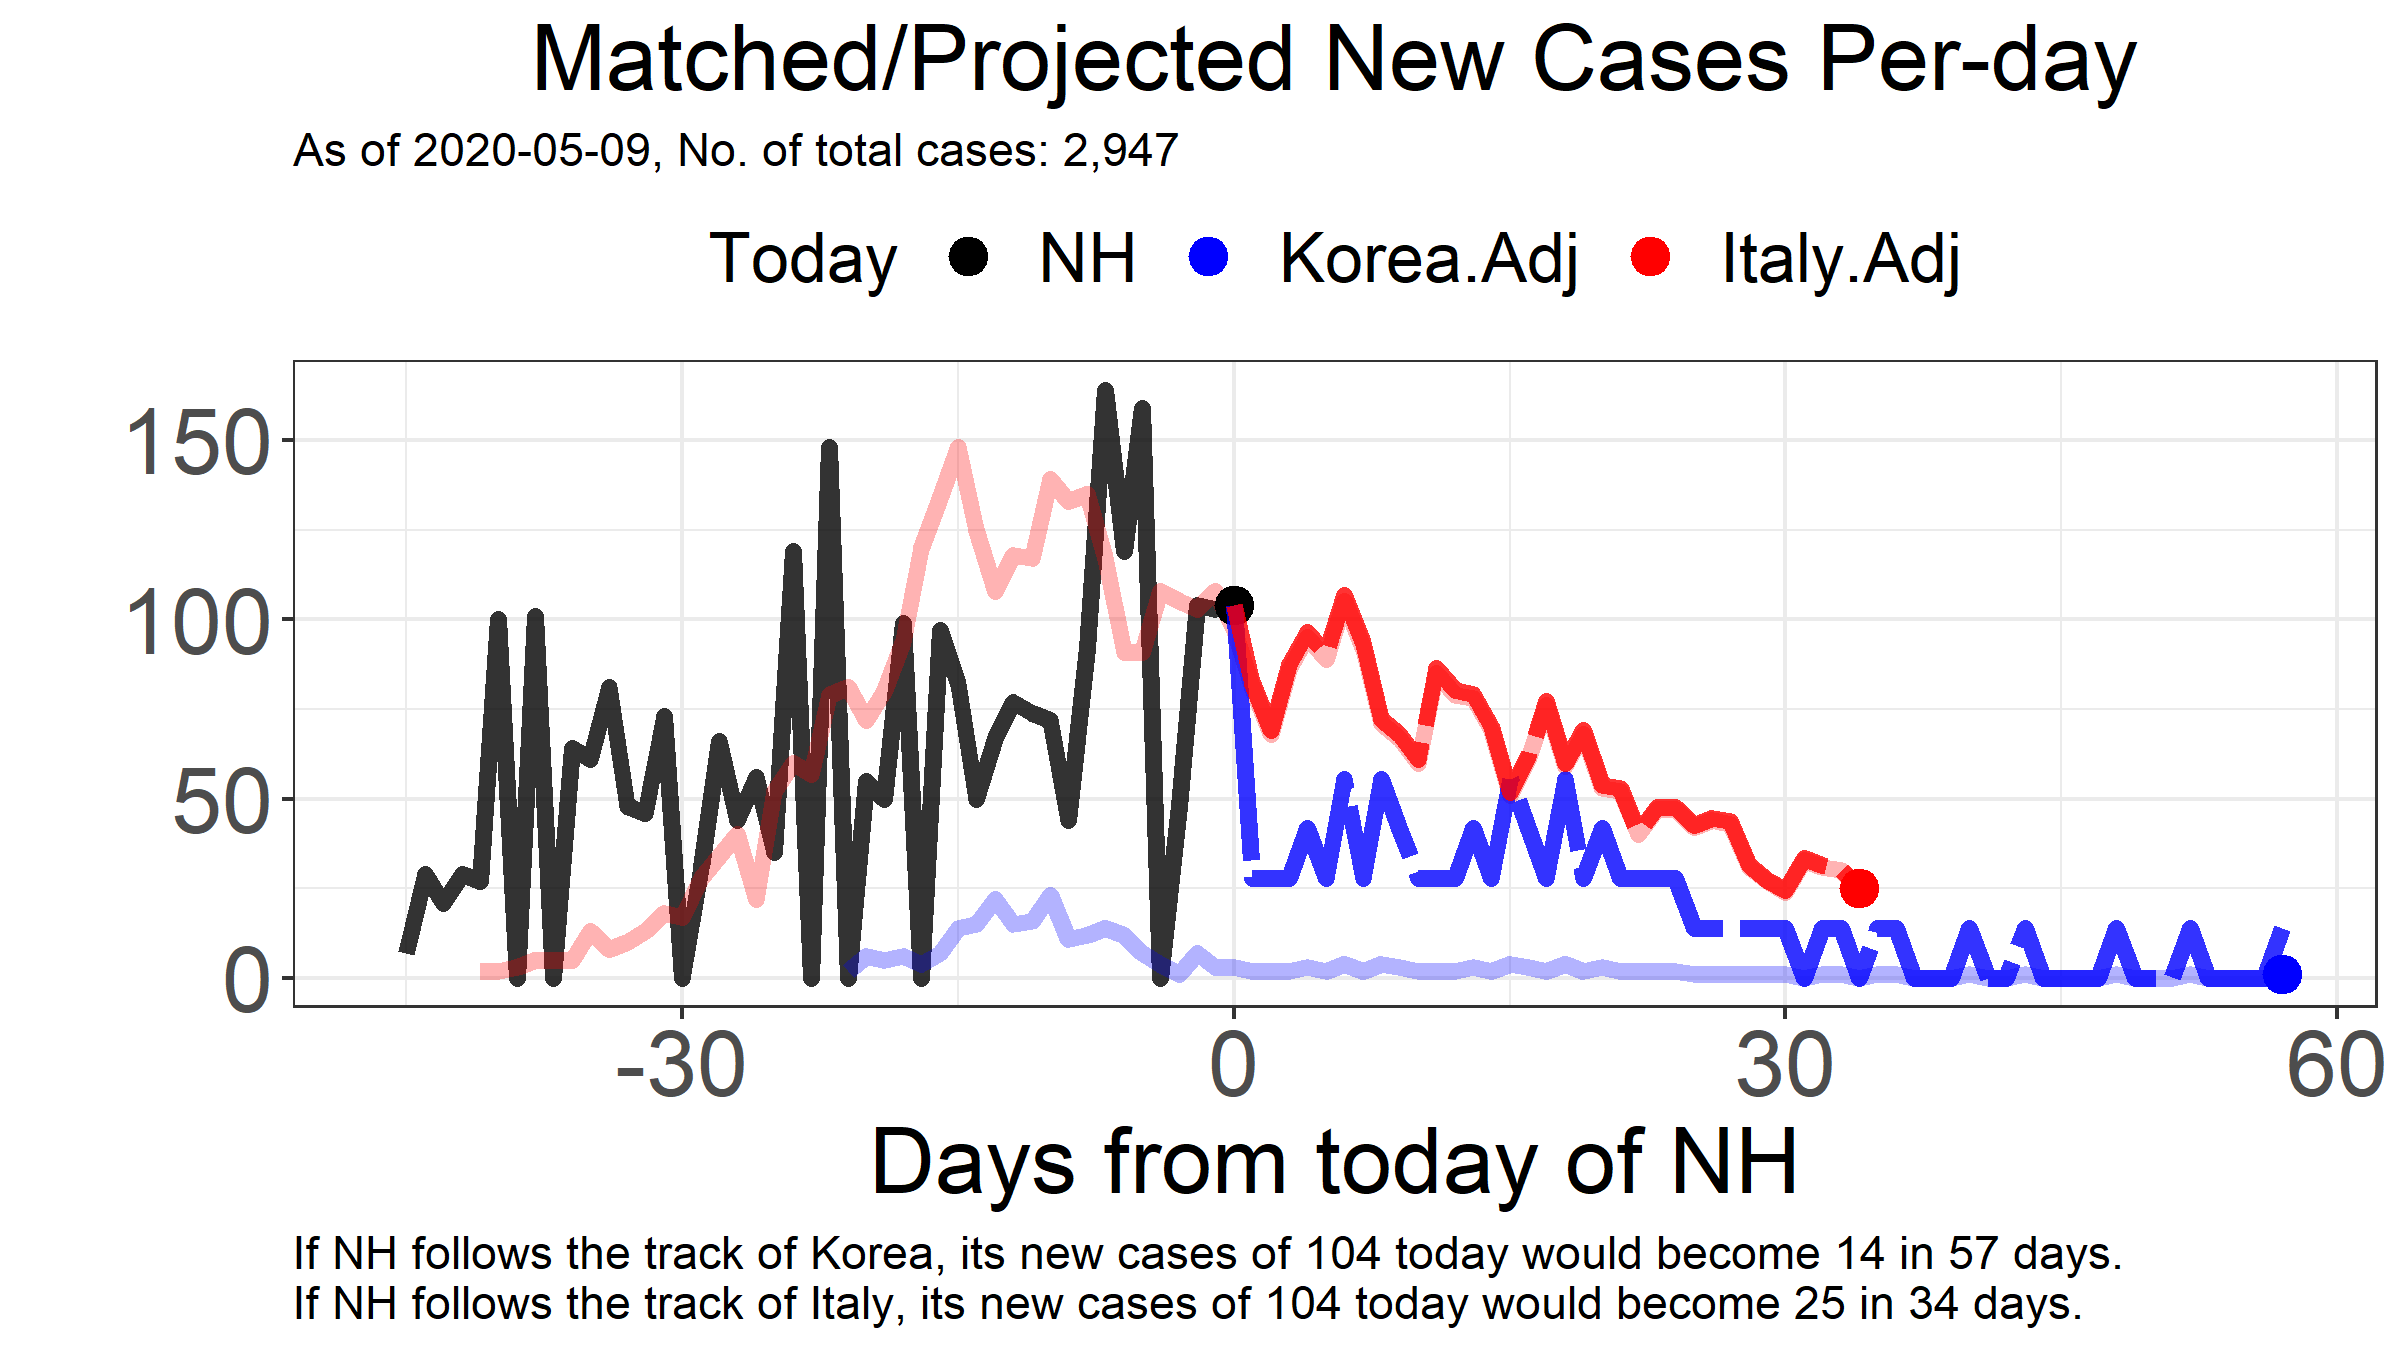 Matched/Projected New Cases Per-day
As of 2020-05-09, No. of total cases: 2,947
Today NH Korea.Adj Italy.Adj
150
100
50
0
-30 0 30 60
Days from today of NH
If NH follows the track of Korea, its new cases of 104 today would become 14 in 57 days.
If NH follows the track of Italy, its new cases of 104 today would become 25 in 34 days.